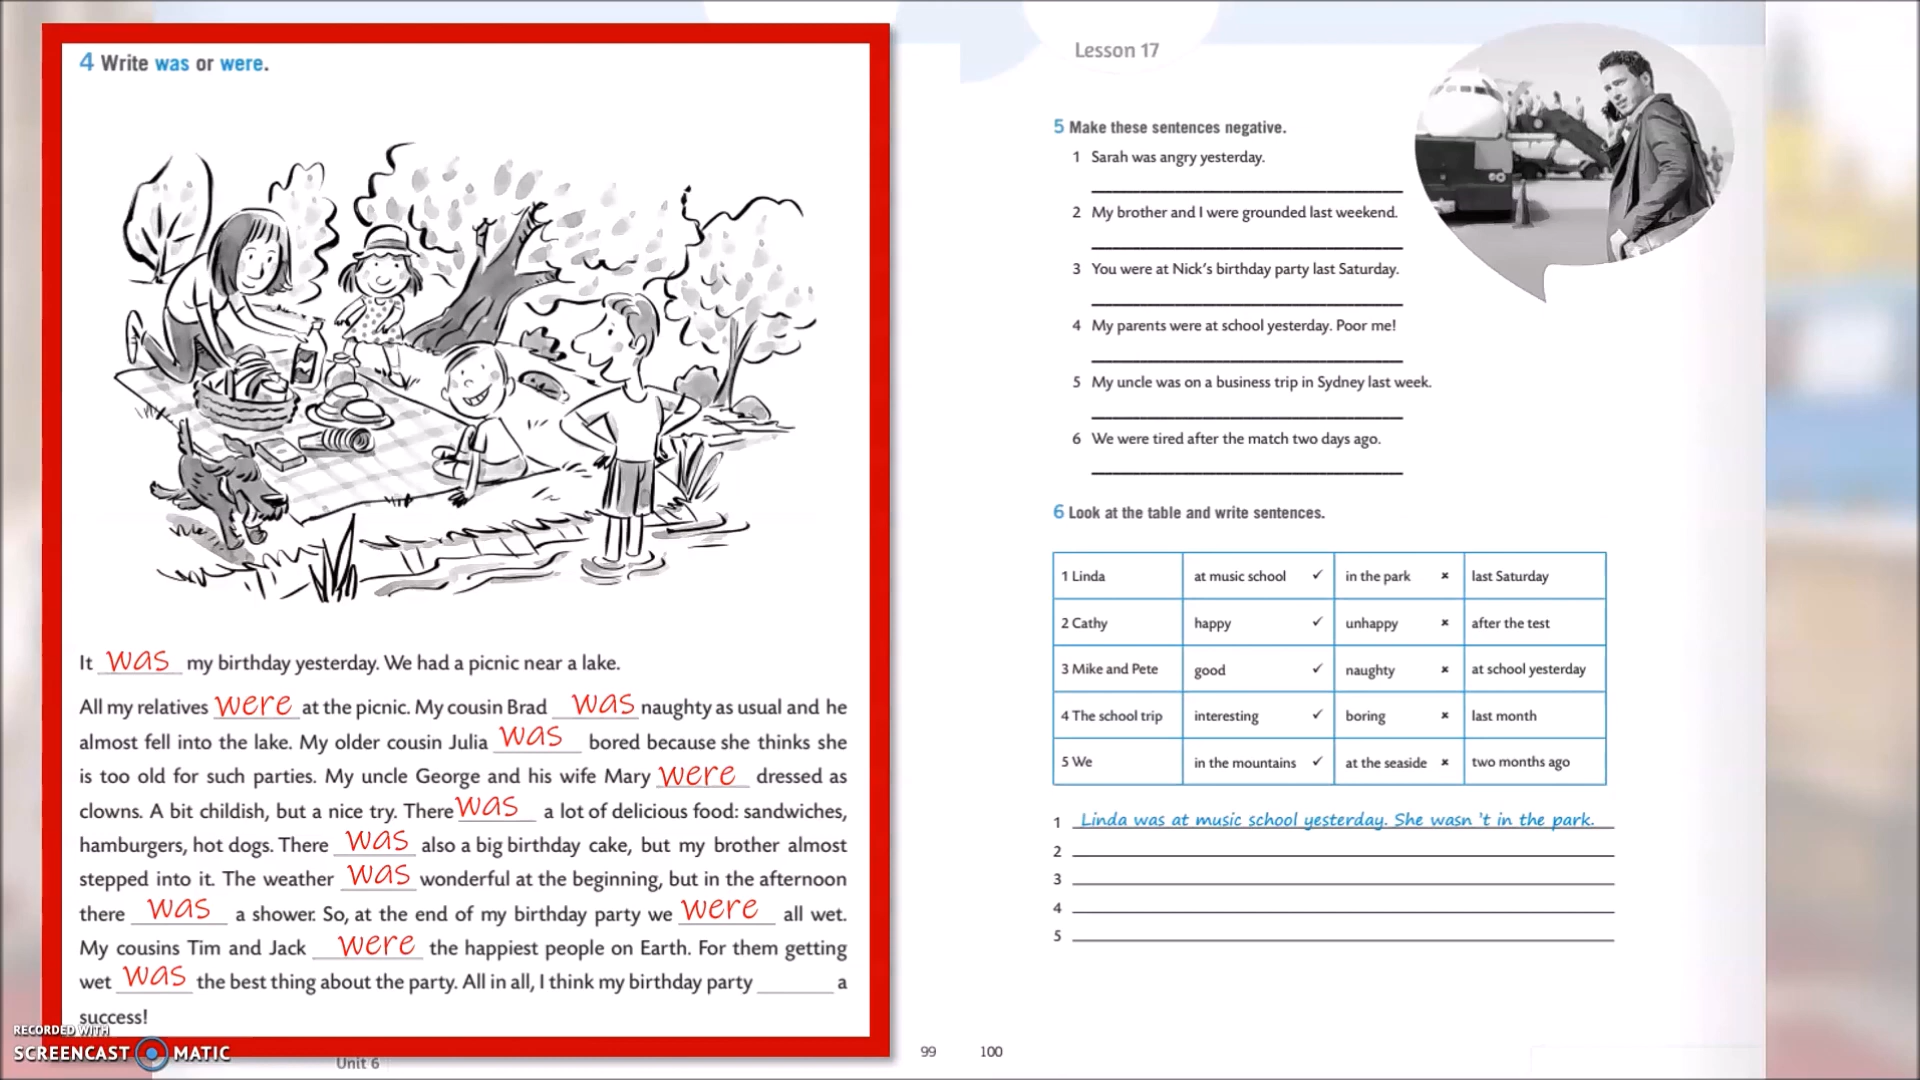 4 Write was or were.
It was my birthday yesterday. We had a picnic near a lake.
All my relatives were at the picnic. My cousin Brad was naughty as usual and he
almost fell into the lake. My older cousin Julia was bored because she thinks she
is too old for such parties. My uncle George and his wife Mary were dressed as
clowns. A bit childish, but a nice try. There was a lot of delicious food: sandwiches,
hamburgers, hot dogs. There was also a big birthday cake, but my brother almost
stepped into it. The weather was wonderful at the beginning, but in the afternoon
there was a shower. So, at the end of my birthday party we were all wet.
My cousins Tim and Jack were the happiest people on Earth. For them getting
wet was the best thing about the party. All in all, I think my birthday party ______ a
success!
RECORDED WITH
SCREENCAST MATIC
Unit 6
99
Lesson 17
5 Make these sentences negative.
1 Sarah was angry yesterday.
2 My brother and I were grounded last weekend.
3 You were at Nick's birthday party last Saturday.
4 My parents were at school yesterday. Poor me!
5 My uncle was on a business trip in Sydney last week.
6 We were tired after the match two days ago.
6 Look at the table and write sentences.
1 Linda at music school ✓ in the park × last Saturday
2 Cathy happy ✓ unhappy × after the test
3 Mike and Pete good ✓ naughty × at school yesterday
4 The school trip interesting ✓ boring × last month
5 We in the mountains ✓ at the seaside × two months ago
1 Linda was at music school yesterday. She wasn 't in the park.
2
3
4
5
100